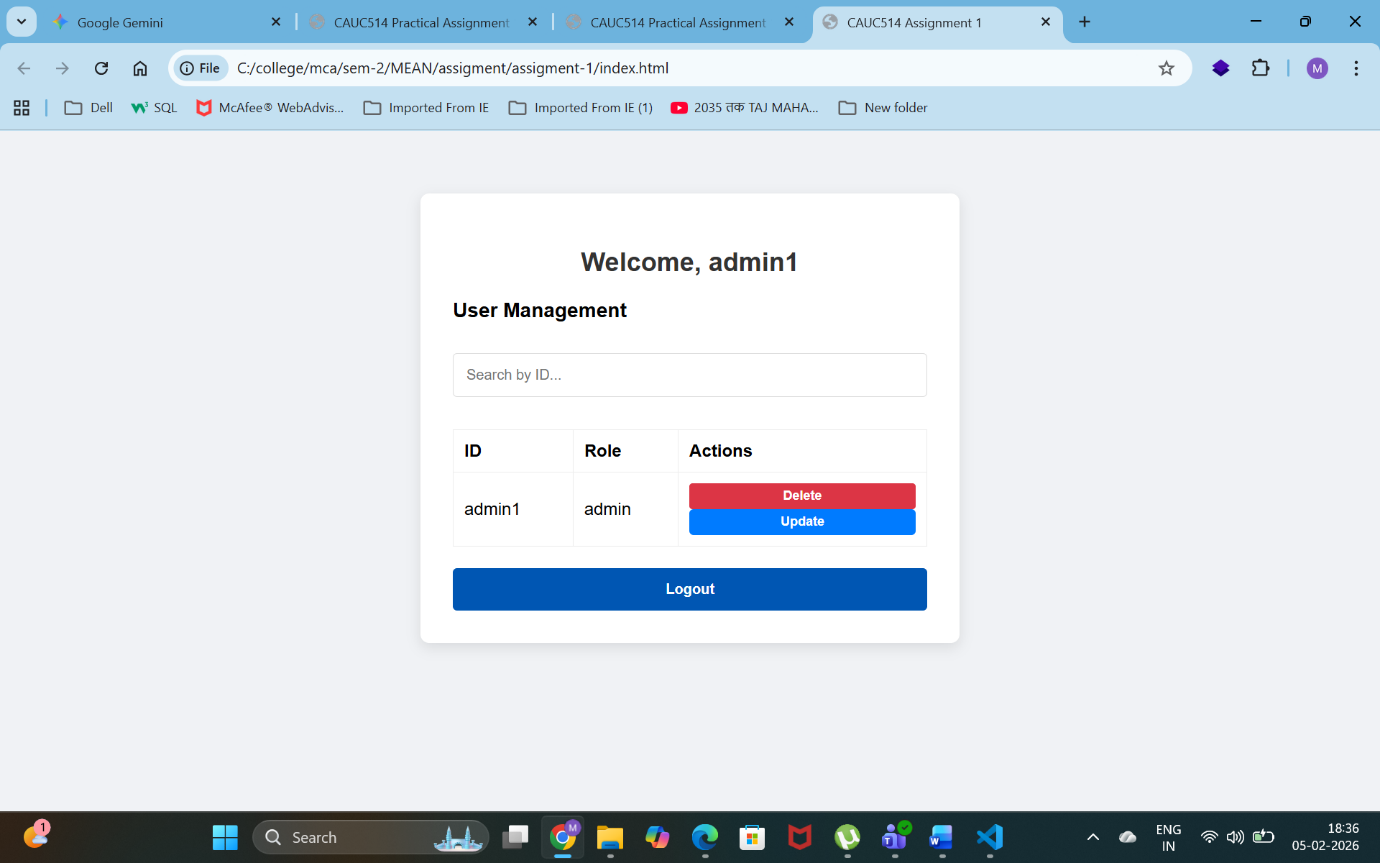 Google Gemini
CAUC514 Practical Assignment
CAUC514 Practical Assignment
CAUC514 Assignment 1
File
C:/college/mca/sem-2/MEAN/assigment/assigment-1/index.html
M
Dell
SQL
McAfee® WebAdvis...
Imported From IE
Imported From IE (1)
2035 तक TAJ MAHA...
New folder
Welcome, admin1
User Management
Search by ID...
ID Role Actions
admin1 admin Delete
Update
Logout
1
Search
M
T
W
ENG
IN
18:36
05-02-2026